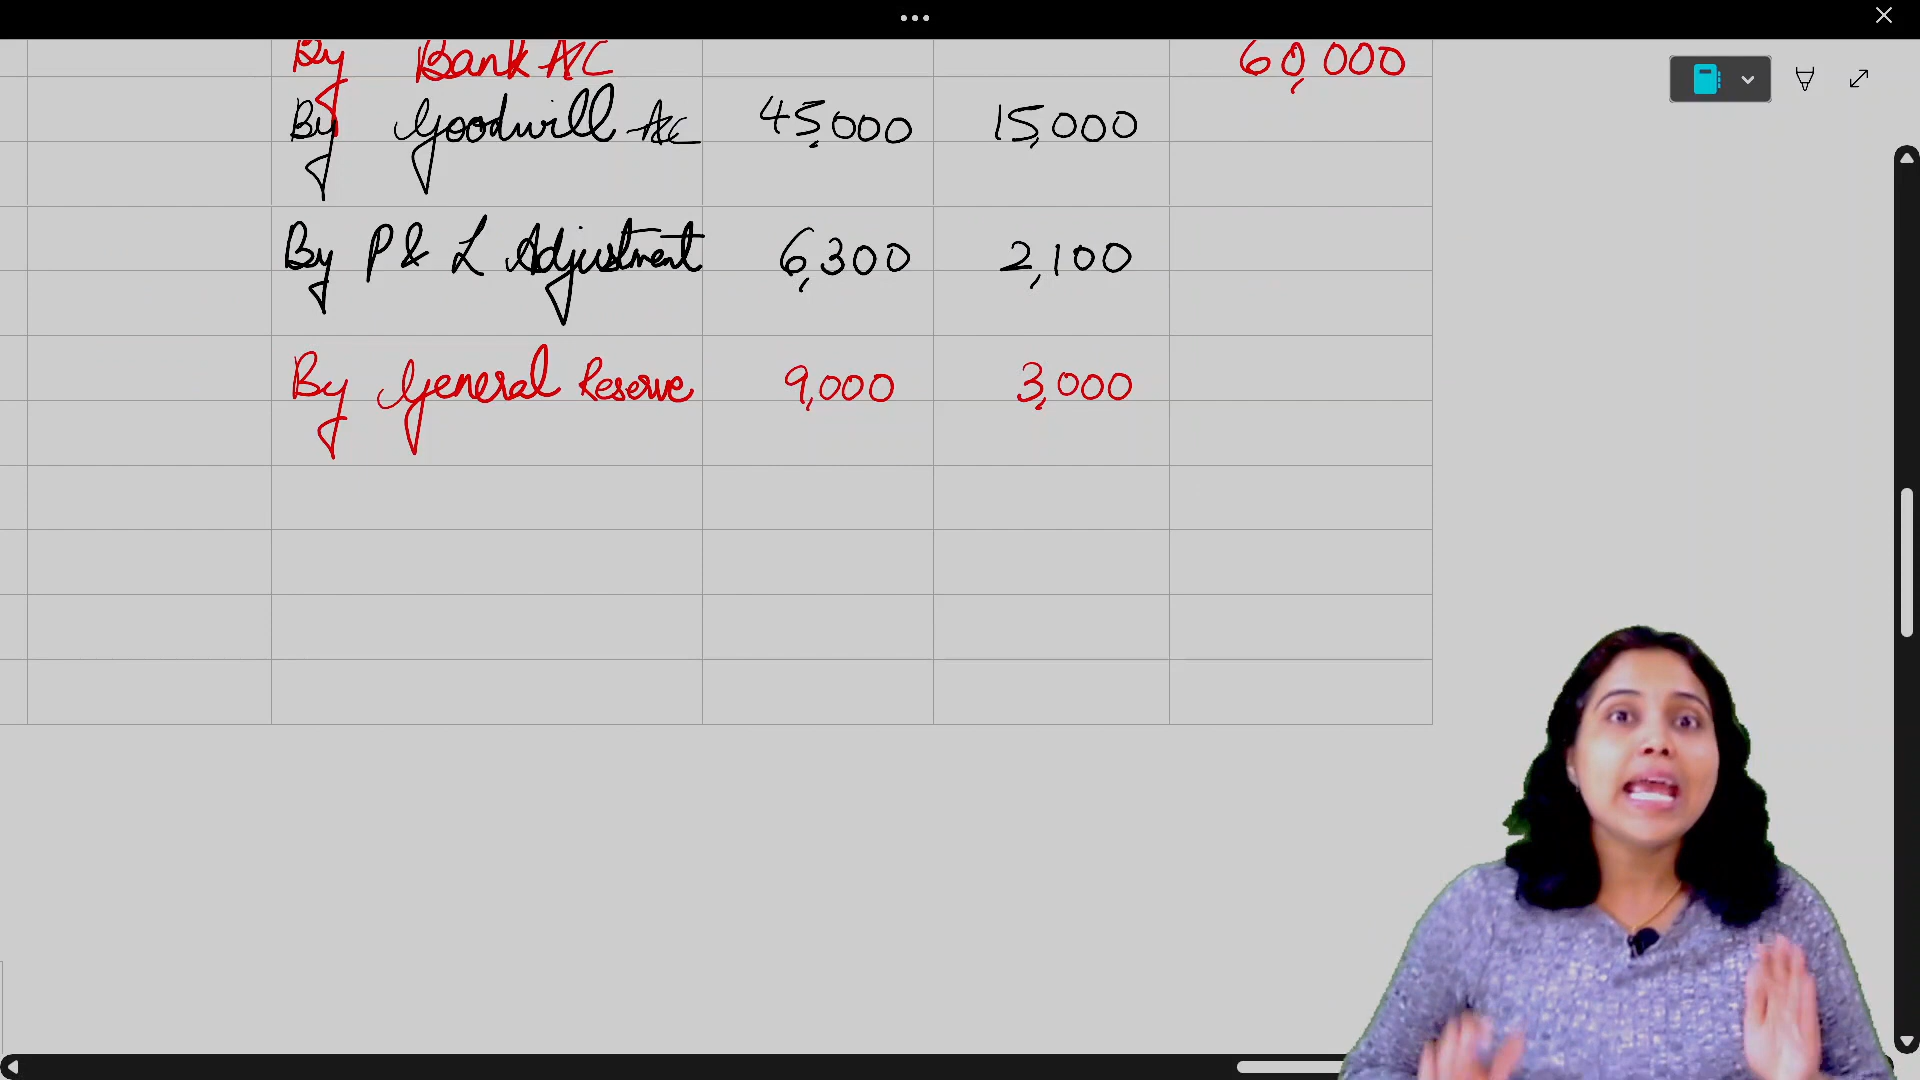 By Bank A/C 60,000
By Goodwill A/C 45,000 15,000
By P & L Adjustment 6,300 2,100
By General Reserve 9,000 3,000